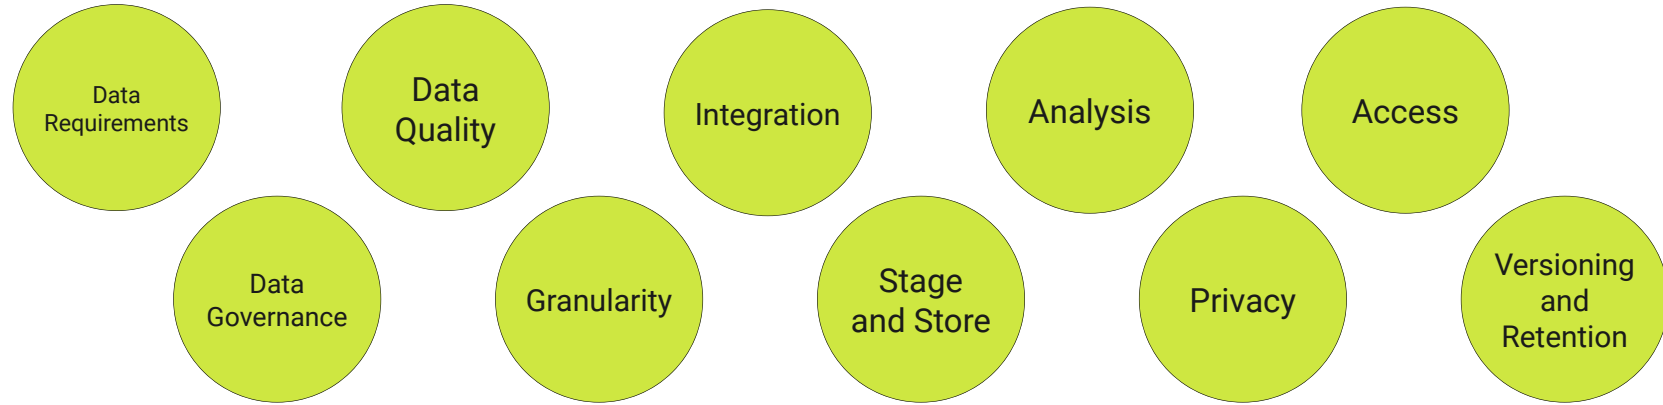 Data
Requirements
Data
Quality
Integration
Analysis
Access
Data
Governance
Granularity
Stage
and Store
Privacy
Versioning
and
Retention